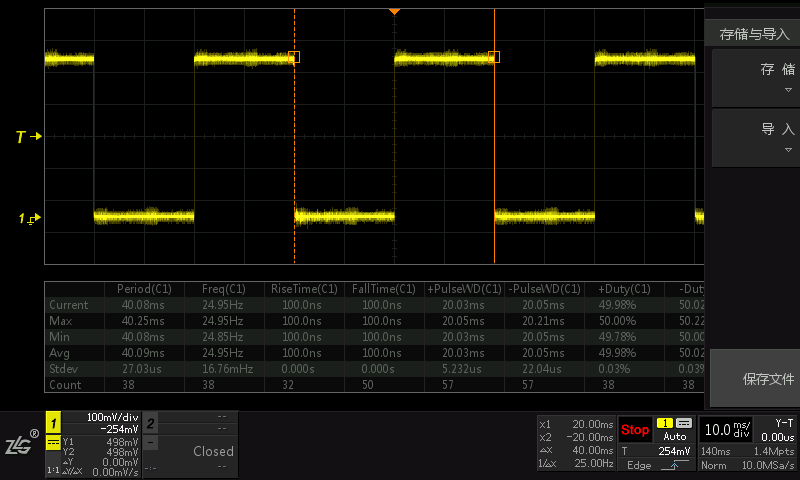 存储与导入
存 储
导 入
T
1
Period(C1) Freq(C1) RiseTime(C1) FallTime(C1) +PulseWD(C1) -PulseWD(C1) +Duty(C1) -Dut
Current 40.08ms 24.95Hz 100.0ns 100.0ns 20.03ms 20.05ms 49.98% 50.02
Max 40.25ms 24.95Hz 100.0ns 100.0ns 20.05ms 20.21ms 50.00% 50.22
Min 40.08ms 24.85Hz 100.0ns 100.0ns 20.03ms 20.05ms 49.78% 50.00
Avg 40.09ms 24.95Hz 100.0ns 100.0ns 20.03ms 20.05ms 49.98% 50.02
Stdev 27.03us 16.76mHz 0.000s 0.000s 5.232us 22.04us 0.03% 0.03%
Count 38 38 32 50 57 57 38 38
保存文件
ZLG®
1 100mV/div
-254mV
1:1
Y1 498mV
Y2 498mV
△Y 0.00mV
△Y/△X 0.00mV/s
2 --
--
--
Closed
-:- --
X1 20.00ms
X2 -20.00ms
△X 40.00ms
1/△X 25.00Hz
Stop 1 Auto
T 254mV
Edge
10.0 ms/div Y-T
0.00us
140ms 1.4Mpts
Norm 10.0MSa/s